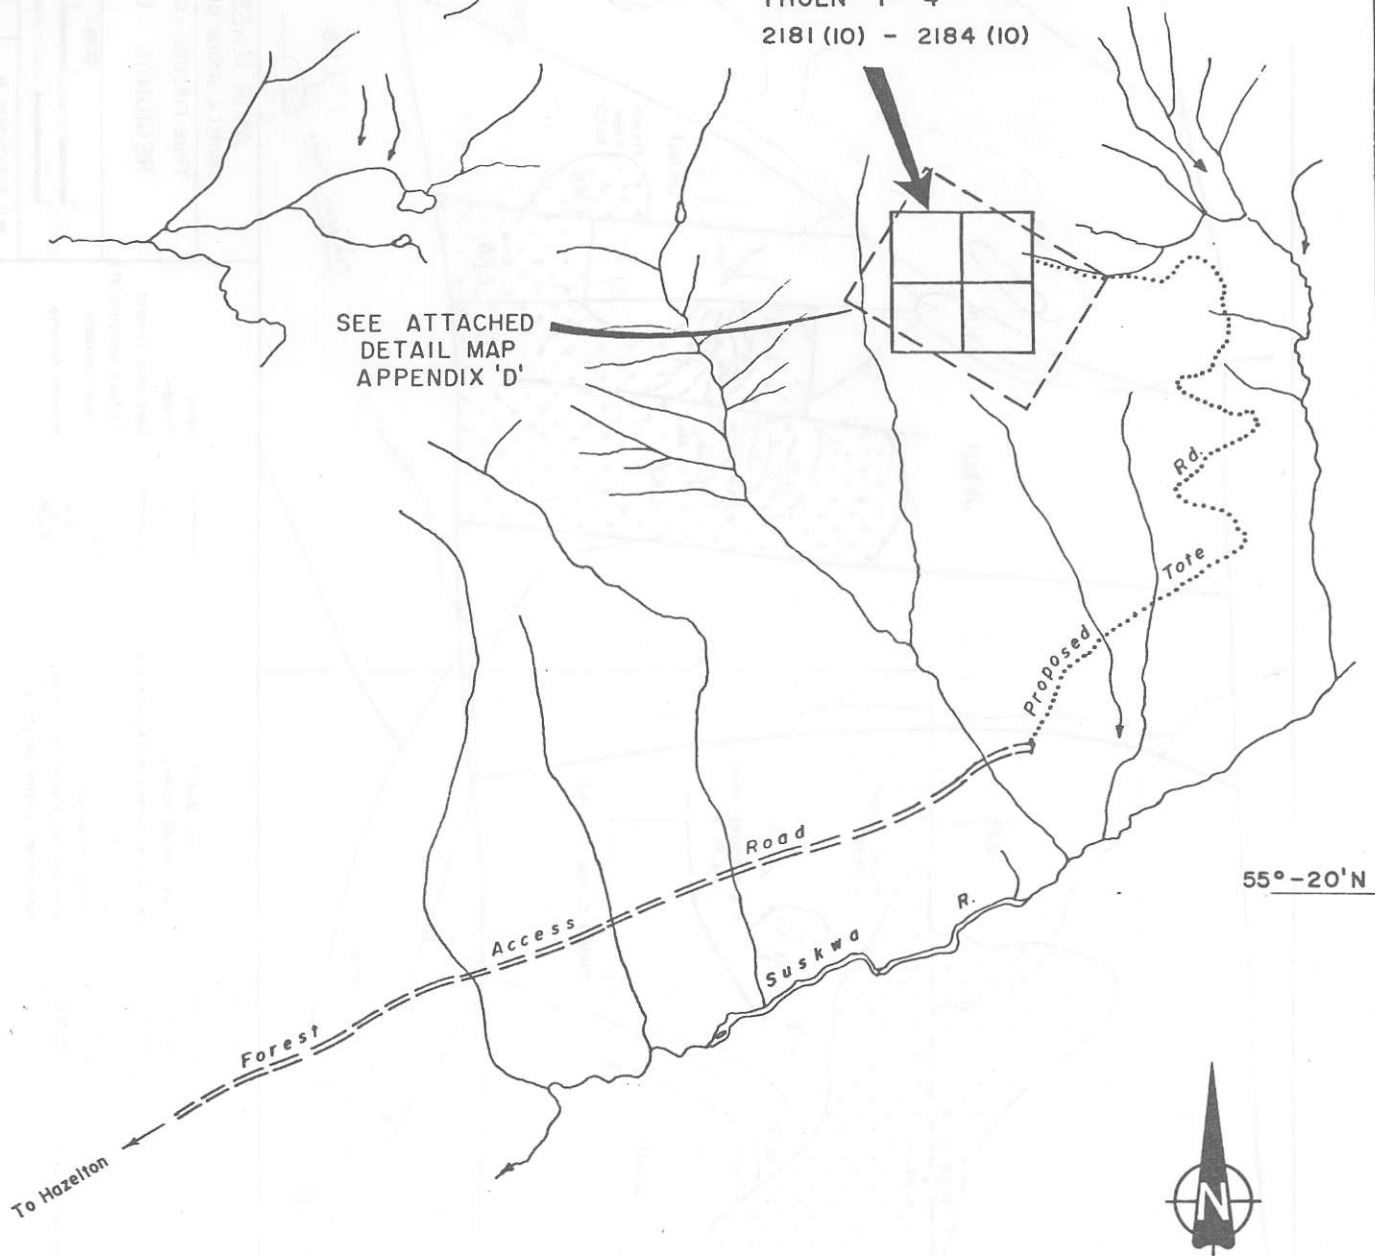 2181 (10) - 2184 (10)
SEE ATTACHED
DETAIL MAP
APPENDIX 'D'
Rd.
Tote
Proposed
Road
Access
Forest
To Hazelton
Suskwa R.
55°-20'N
N